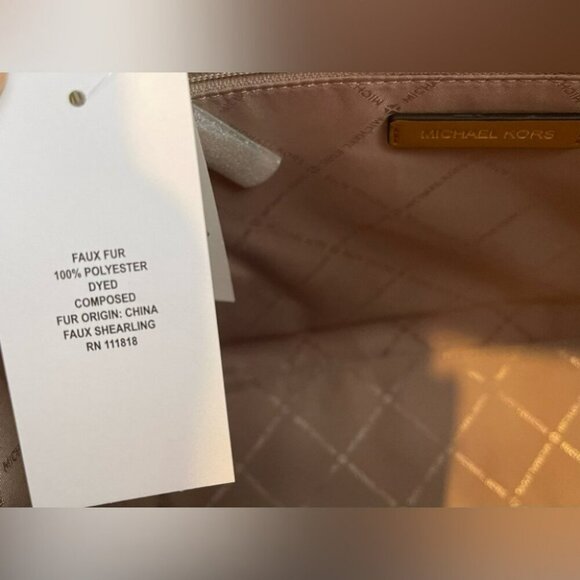 FAUX FUR
100% POLYESTER
DYED
COMPOSED
FUR ORIGIN: CHINA
FAUX SHEARLING
RN 111818
MICHAEL KORS